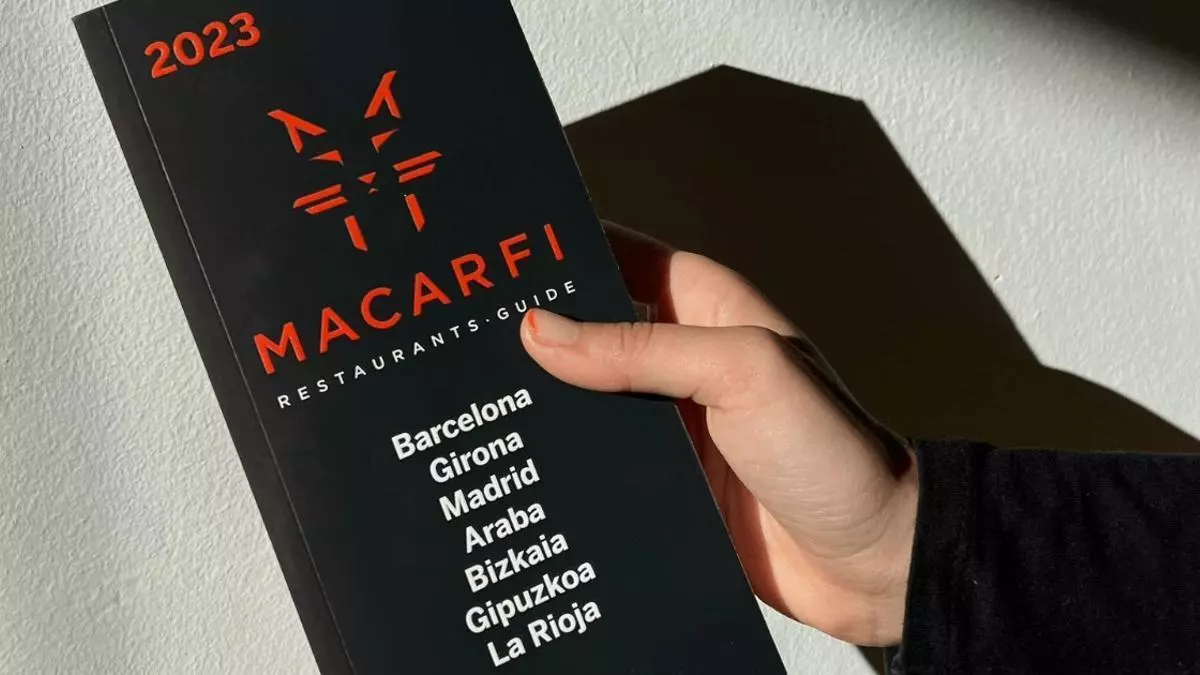 2023
MACARFI
RESTAURANTS·GUIDE
Barcelona
Girona
Madrid
Araba
Bizkaia
Gipuzkoa
La Rioja